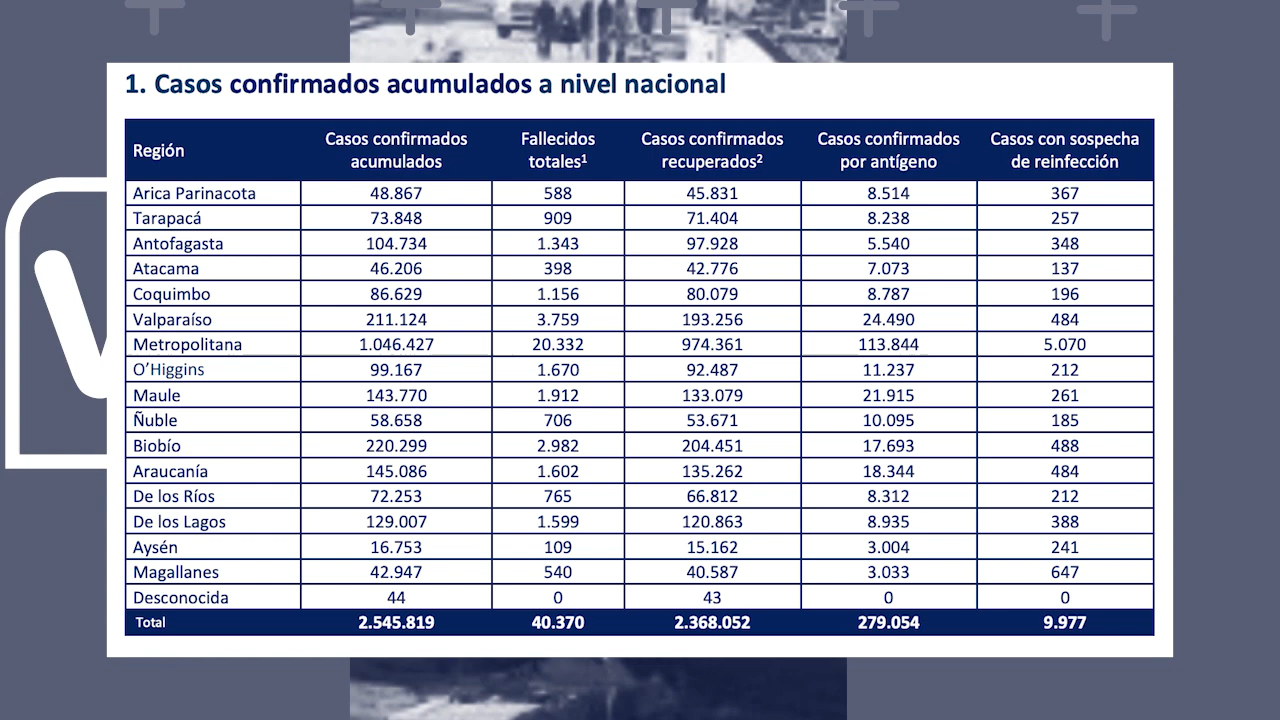 1. Casos confirmados acumulados a nivel nacional
Región Casos confirmados acumulados Fallecidos totales¹ Casos confirmados recuperados² Casos confirmados por antígeno Casos con sospecha de reinfección
Arica Parinacota 48.867 588 45.831 8.514 367
Tarapacá 73.848 909 71.404 8.238 257
Antofagasta 104.734 1.343 97.928 5.540 348
Atacama 46.206 398 42.776 7.073 137
Coquimbo 86.629 1.156 80.079 8.787 196
Valparaíso 211.124 3.759 193.256 24.490 484
Metropolitana 1.046.427 20.332 974.361 113.844 5.070
O’Higgins 99.167 1.670 92.487 11.237 212
Maule 143.770 1.912 133.079 21.915 261
Ñuble 58.658 706 53.671 10.095 185
Biobío 220.299 2.982 204.451 17.693 488
Araucanía 145.086 1.602 135.262 18.344 484
De los Ríos 72.253 765 66.812 8.312 212
De los Lagos 129.007 1.599 120.863 8.935 388
Aysén 16.753 109 15.162 3.004 241
Magallanes 42.947 540 40.587 3.033 647
Desconocida 44 0 43 0 0
Total 2.545.819 40.370 2.368.052 279.054 9.977